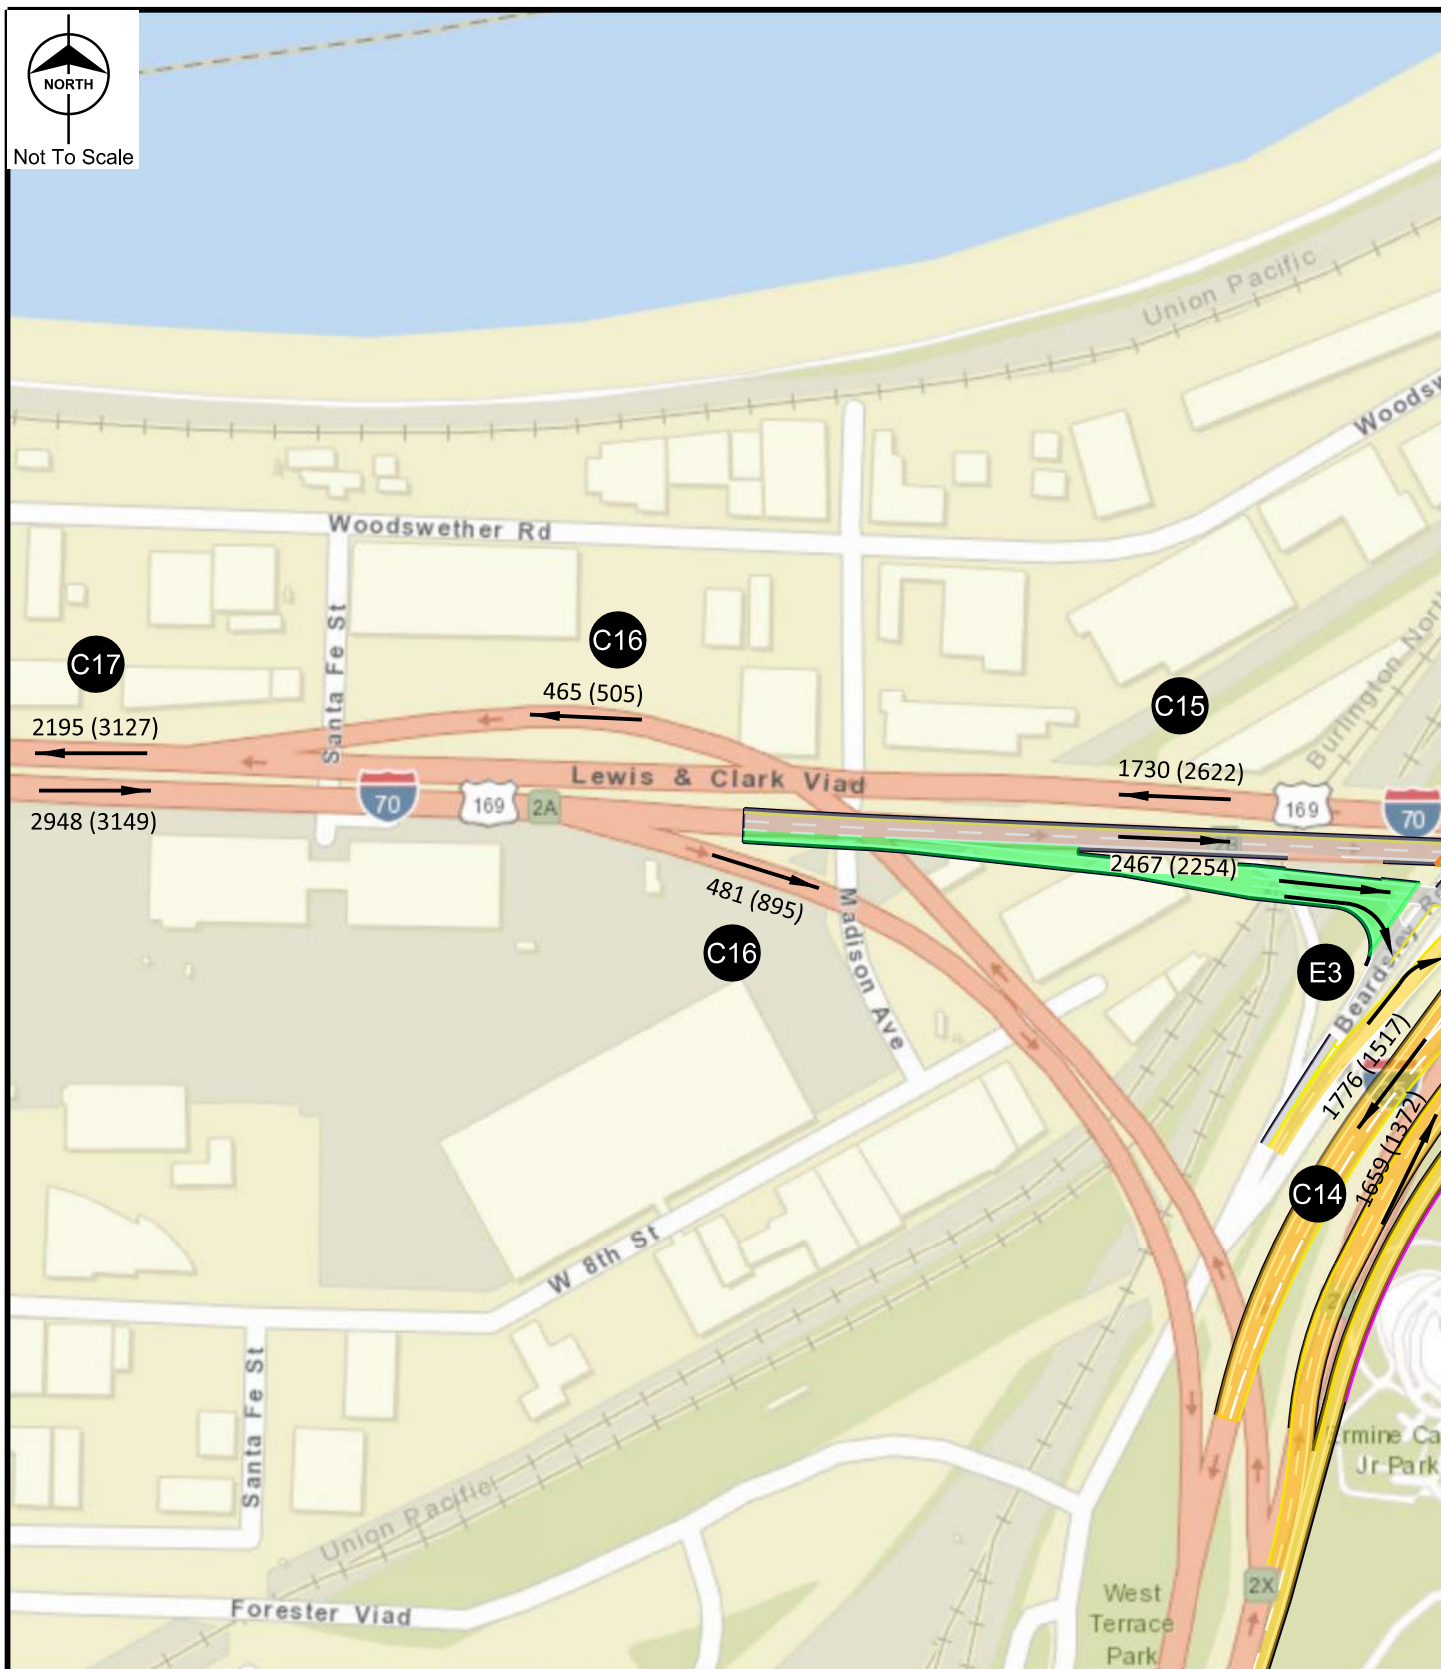 NORTH
Not To Scale
Union Pacific
Woodsw
Woodswether Rd
Burlington North
Santa Fe St
C16
C17
465 (505)
C15
2195 (3127)
1730 (2622)
Lewis & Clark Viad
70
169
2A
169
70
2948 (3149)
2467 (2254)
481 (895)
Madison Ave
C16
E3
Beardsley R
1776 (1517)
1659 (1372)
C14
W 8th St
2
Santa Fe St
ermine Ca
Jr Park
Union Pacific
2X
West
Terrace
Park
Forester Viad